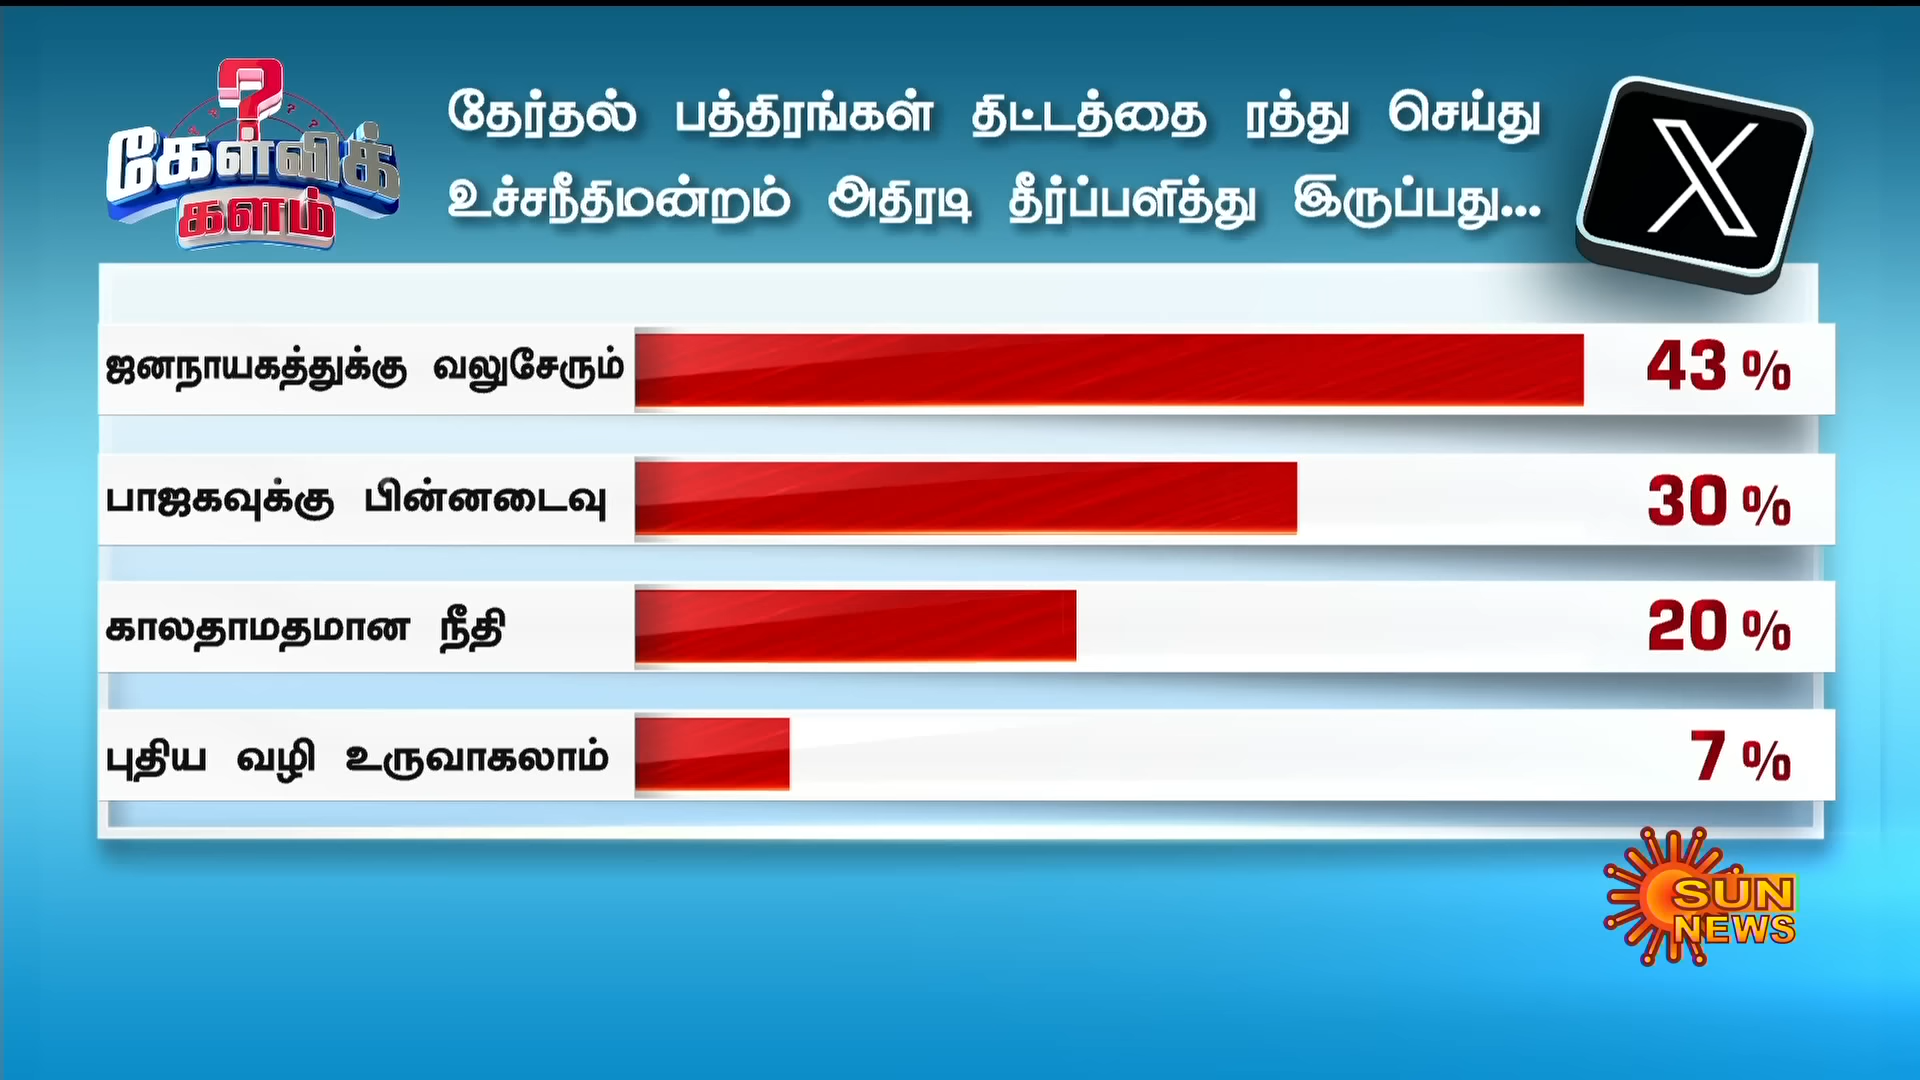 ?
கேள்விக்
களம்
தேர்தல் பத்திரங்கள் திட்டத்தை ரத்து செய்து
உச்சநீதிமன்றம் அதிரடி தீர்ப்பளித்து இருப்பது...
X
ஜனநாயகத்துக்கு வலுசேரும் 43 %
பாஜகவுக்கு பின்னடைவு 30 %
காலதாமதமான நீதி 20 %
புதிய வழி உருவாகலாம் 7 %
SUN
NEWS